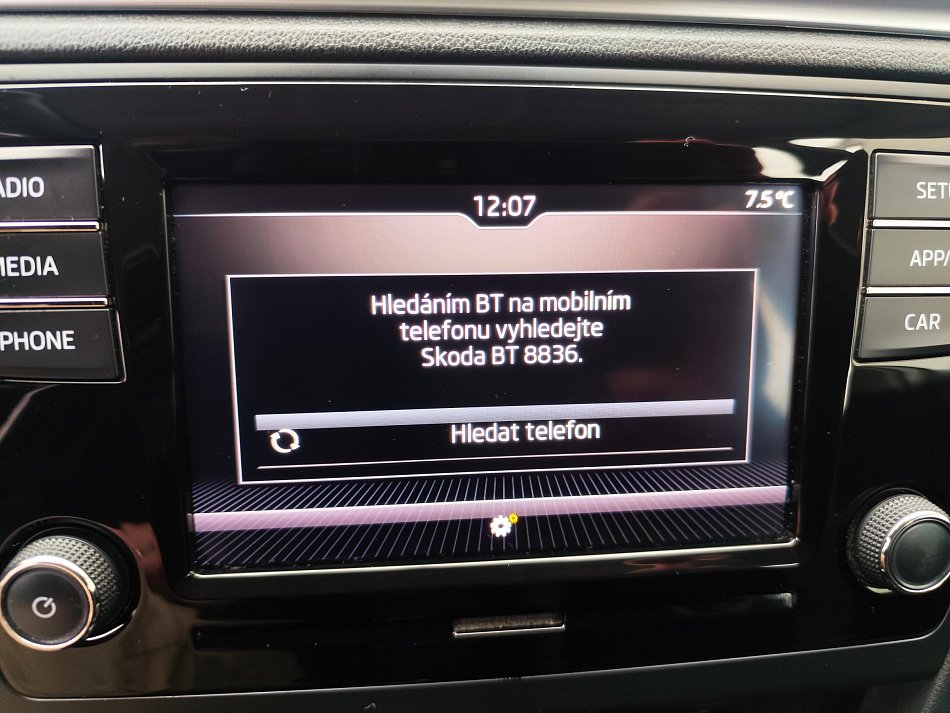 12:07
7.5°C
ADIO
MEDIA
PHONE
SET
APP/
CAR
Hledáním BT na mobilním
telefonu vyhledejte
Skoda BT 8836.
Hledat telefon